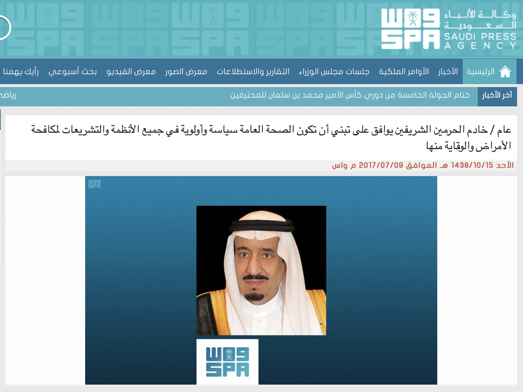 وكالة الأنباء
السعودية
واس
SAUDI PRESS
SPA
AGENCY
الرئيسية الأخبار الأوامر الملكية جلسات مجلس الوزراء التقارير والاستطلاعات معرض الصور معرض الفيديو بحث أسبوعي رأيك يهمنا
آخر الأخبار ختام الجولة الخامسة من دوري كأس الأمير محمد بن سلمان للمحترفين
عام / خادم الحرمين الشريفين يوافق على تبني أن تكون الصحة العامة سياسة وأولوية في جميع الأنظمة والتشريعات لمكافحة
الأمراض والوقاية منها
الأحد 1438/10/15 هـ الموافق 2017/07/09 م واس
واس
SPA